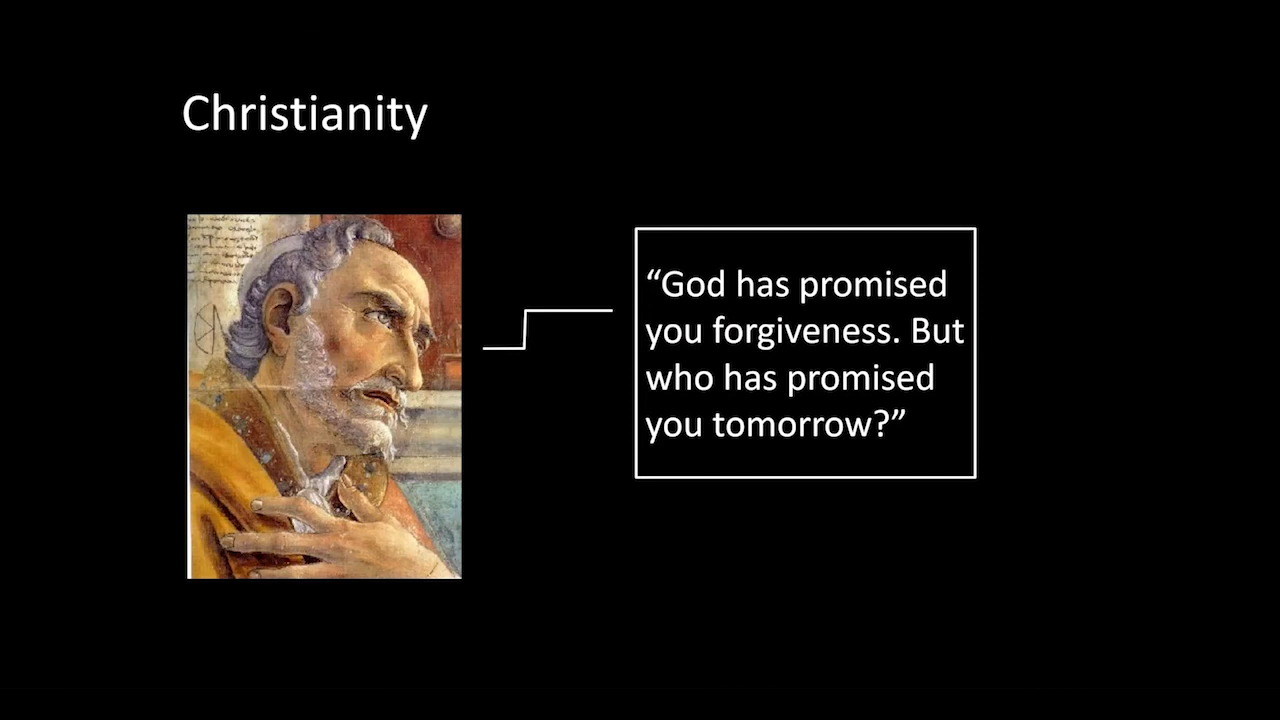 Christianity
“God has promised
you forgiveness. But
who has promised
you tomorrow?”